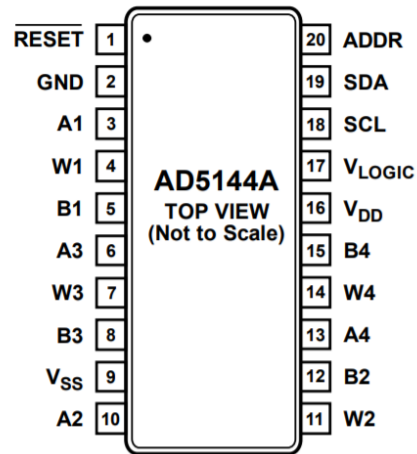 RESET 1 20 ADDR
GND 2 19 SDA
A1 3 18 SCL
W1 4 17 VLOGIC
AD5144A
B1 5 16 VDD
TOP VIEW
(Not to Scale)
A3 6 15 B4
W3 7 14 W4
B3 8 13 A4
VSS 9 12 B2
A2 10 11 W2